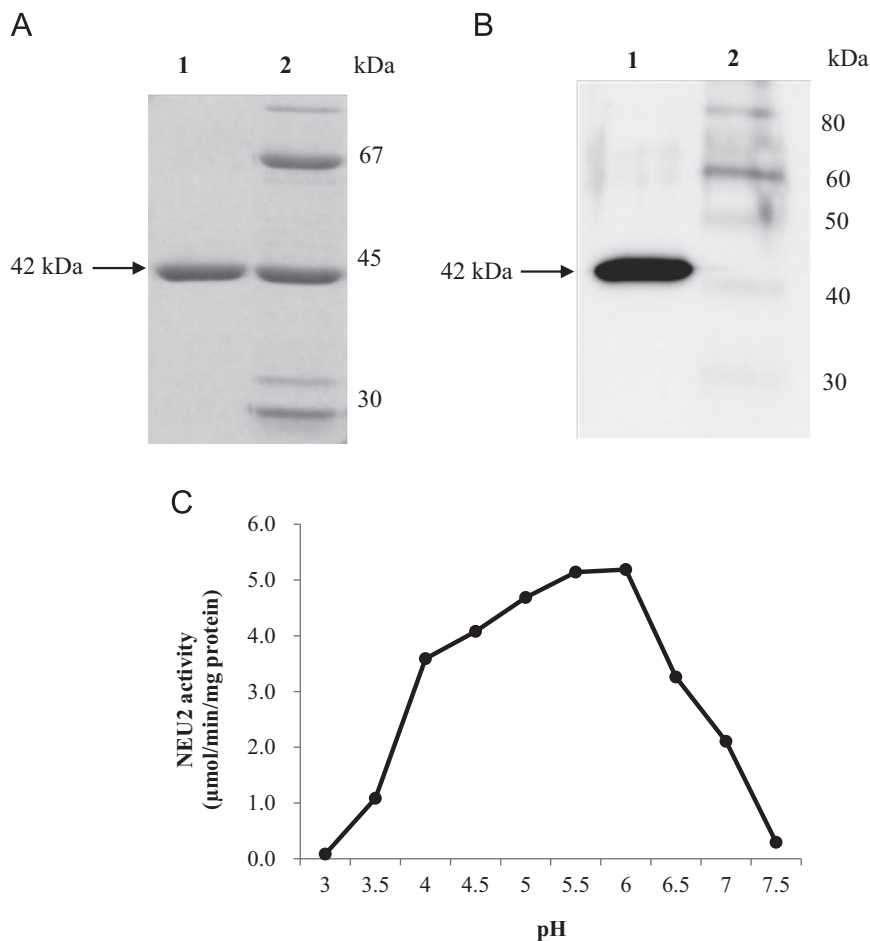 A
B
1 2 kDa
1 2 kDa
67
45
30
42 kDa
80
60
50
40
30
42 kDa
C
NEU2 activity
(μmol/min/mg protein)
6.0
5.0
4.0
3.0
2.0
1.0
0.0
3 3.5 4 4.5 5 5.5 6 6.5 7 7.5
pH